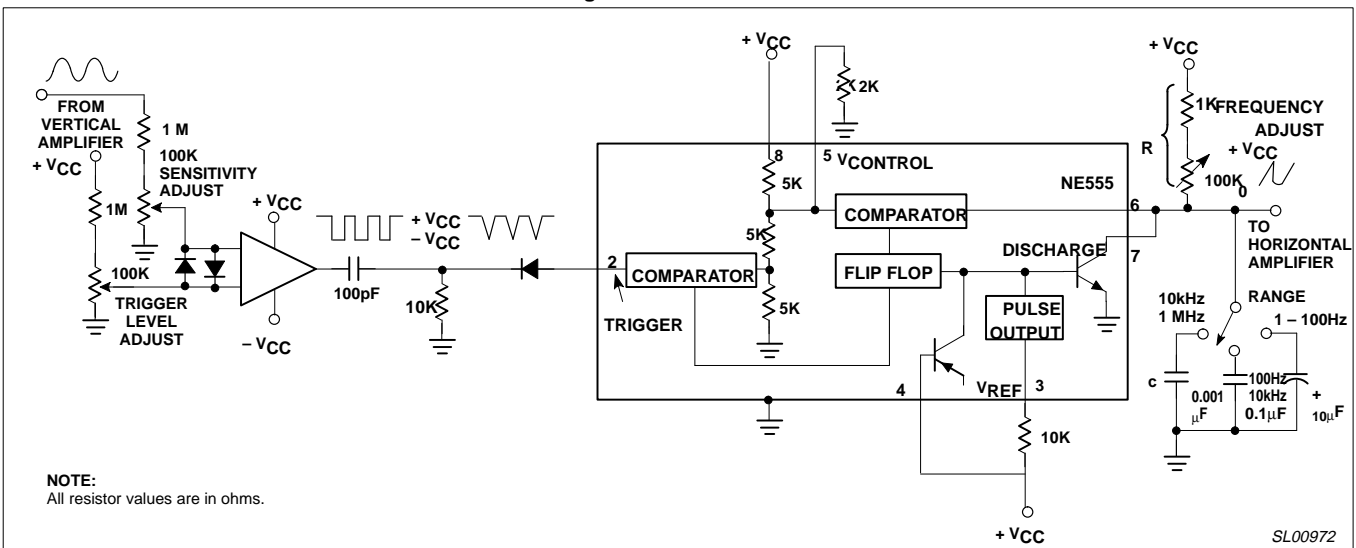 + VCC
2K
+ VCC
FROM
VERTICAL
AMPLIFIER
1 M
100K
SENSITIVITY
ADJUST
+ VCC
1M
100K
TRIGGER
LEVEL
ADJUST
+ VCC
– VCC
+ VCC
– VCC
100pF
10K
2
TRIGGER
8
5 VCONTROL
NE555
5K
5K
5K
COMPARATOR
COMPARATOR
FLIP FLOP
DISCHARGE
PULSE
OUTPUT
6
7
4
VREF
3
10K
+ VCC
R
1K
FREQUENCY
ADJUST
100K
+ VCC
0
TO
HORIZONTAL
AMPLIFIER
RANGE
10kHz
1 MHz
1 – 100Hz
c
0.001
μF
100Hz
10kHz
0.1μF
+
10μF
NOTE:
All resistor values are in ohms.
SL00972